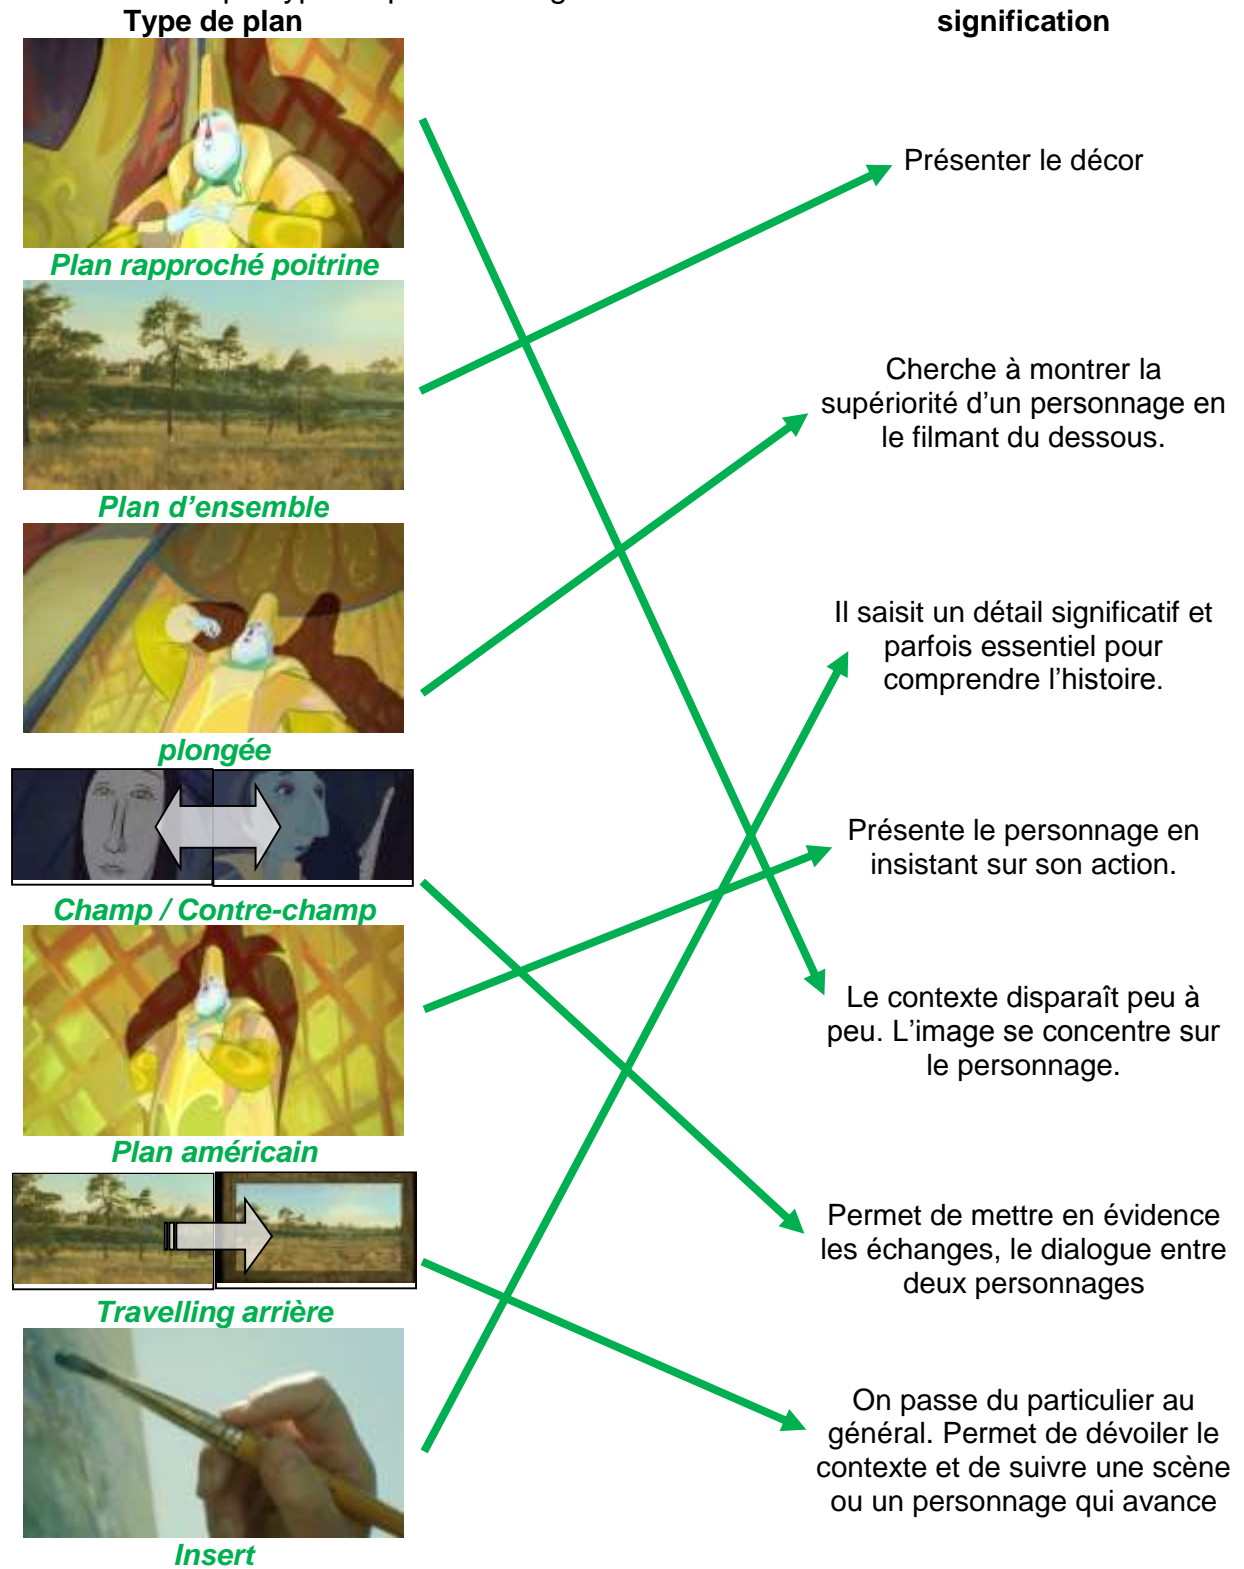 Type de plan
signification
Plan rapproché poitrine
Présenter le décor
Plan d’ensemble
Cherche à montrer la
supériorité d’un personnage en
le filmant du dessous.
plongée
Il saisit un détail significatif et
parfois essentiel pour
comprendre l’histoire.
Champ / Contre-champ
Présente le personnage en
insistant sur son action.
Plan américain
Le contexte disparaît peu à
peu. L’image se concentre sur
le personnage.
Travelling arrière
Permet de mettre en évidence
les échanges, le dialogue entre
deux personnages
Insert
On passe du particulier au
général. Permet de dévoiler le
contexte et de suivre une scène
ou un personnage qui avance